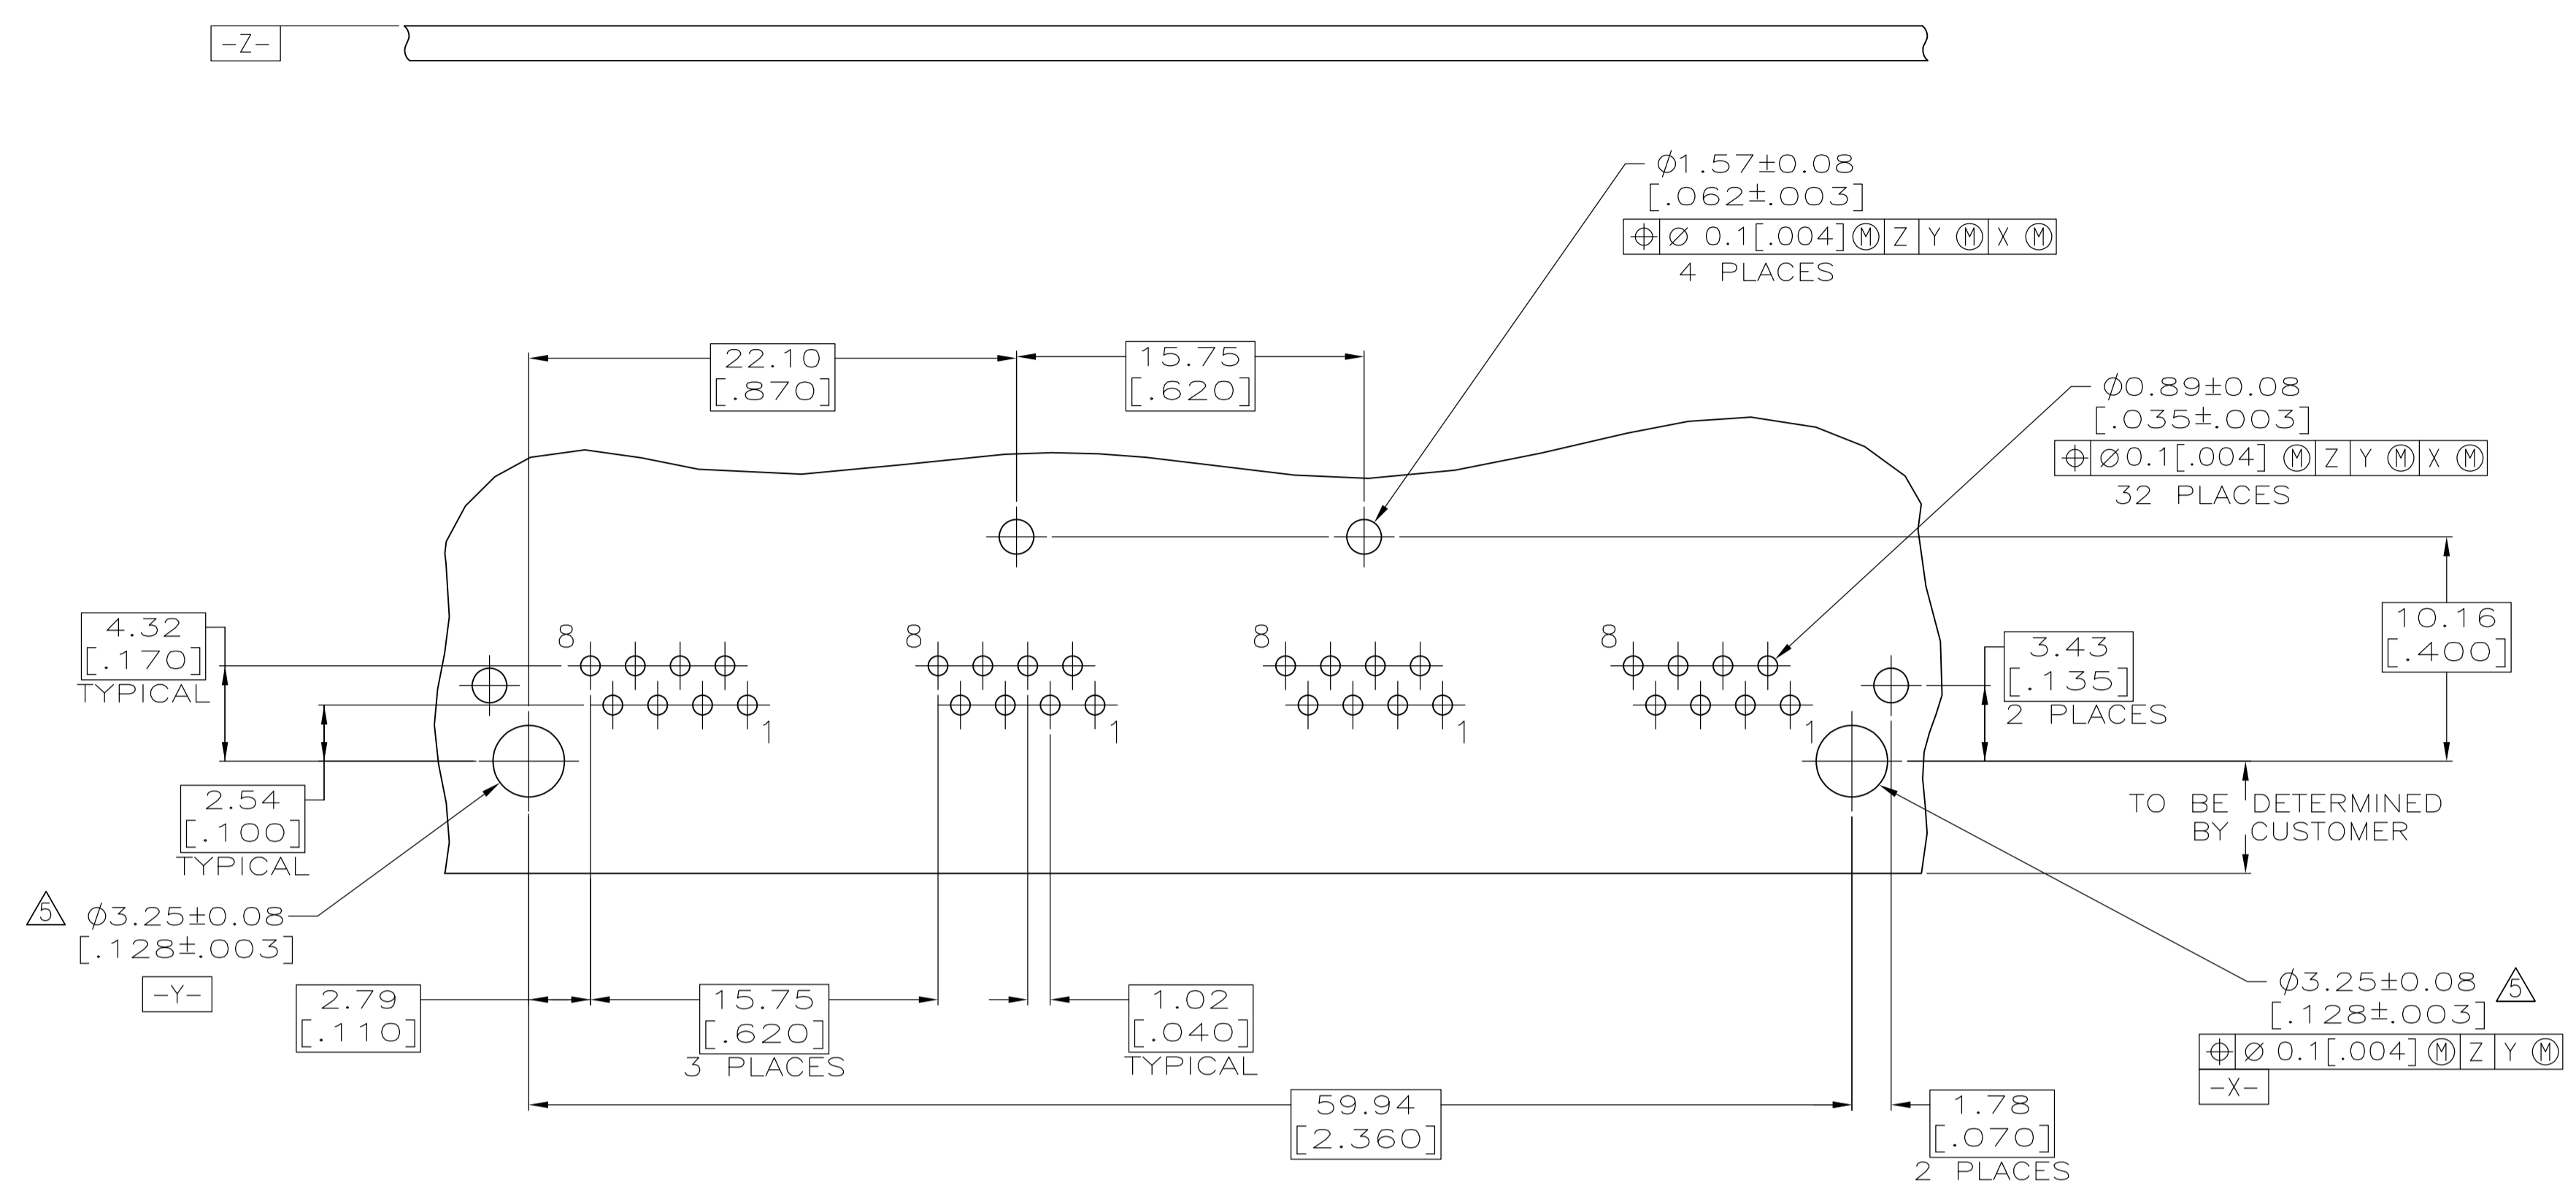 -Z-
Ø1.57±0.08
[.062±.003]
⌖ Ø 0.1[.004] Ⓜ Z Y Ⓜ X Ⓜ
4 PLACES
22.10
[.870]
15.75
[.620]
Ø0.89±0.08
[.035±.003]
⌖ Ø0.1[.004] Ⓜ Z Y Ⓜ X Ⓜ
32 PLACES
4.32
[.170]
TYPICAL
8
8
8
8
10.16
[.400]
3.43
[.135]
2 PLACES
1
1
1
1
2.54
[.100]
TYPICAL
TO BE DETERMINED
BY CUSTOMER
5 Ø3.25±0.08
[.128±.003]
-Y-
2.79
[.110]
15.75
[.620]
3 PLACES
1.02
[.040]
TYPICAL
Ø3.25±0.08 5
[.128±.003]
⌖ Ø 0.1[.004] Ⓜ Z Y Ⓜ
-X-
59.94
[2.360]
1.78
[.070]
2 PLACES